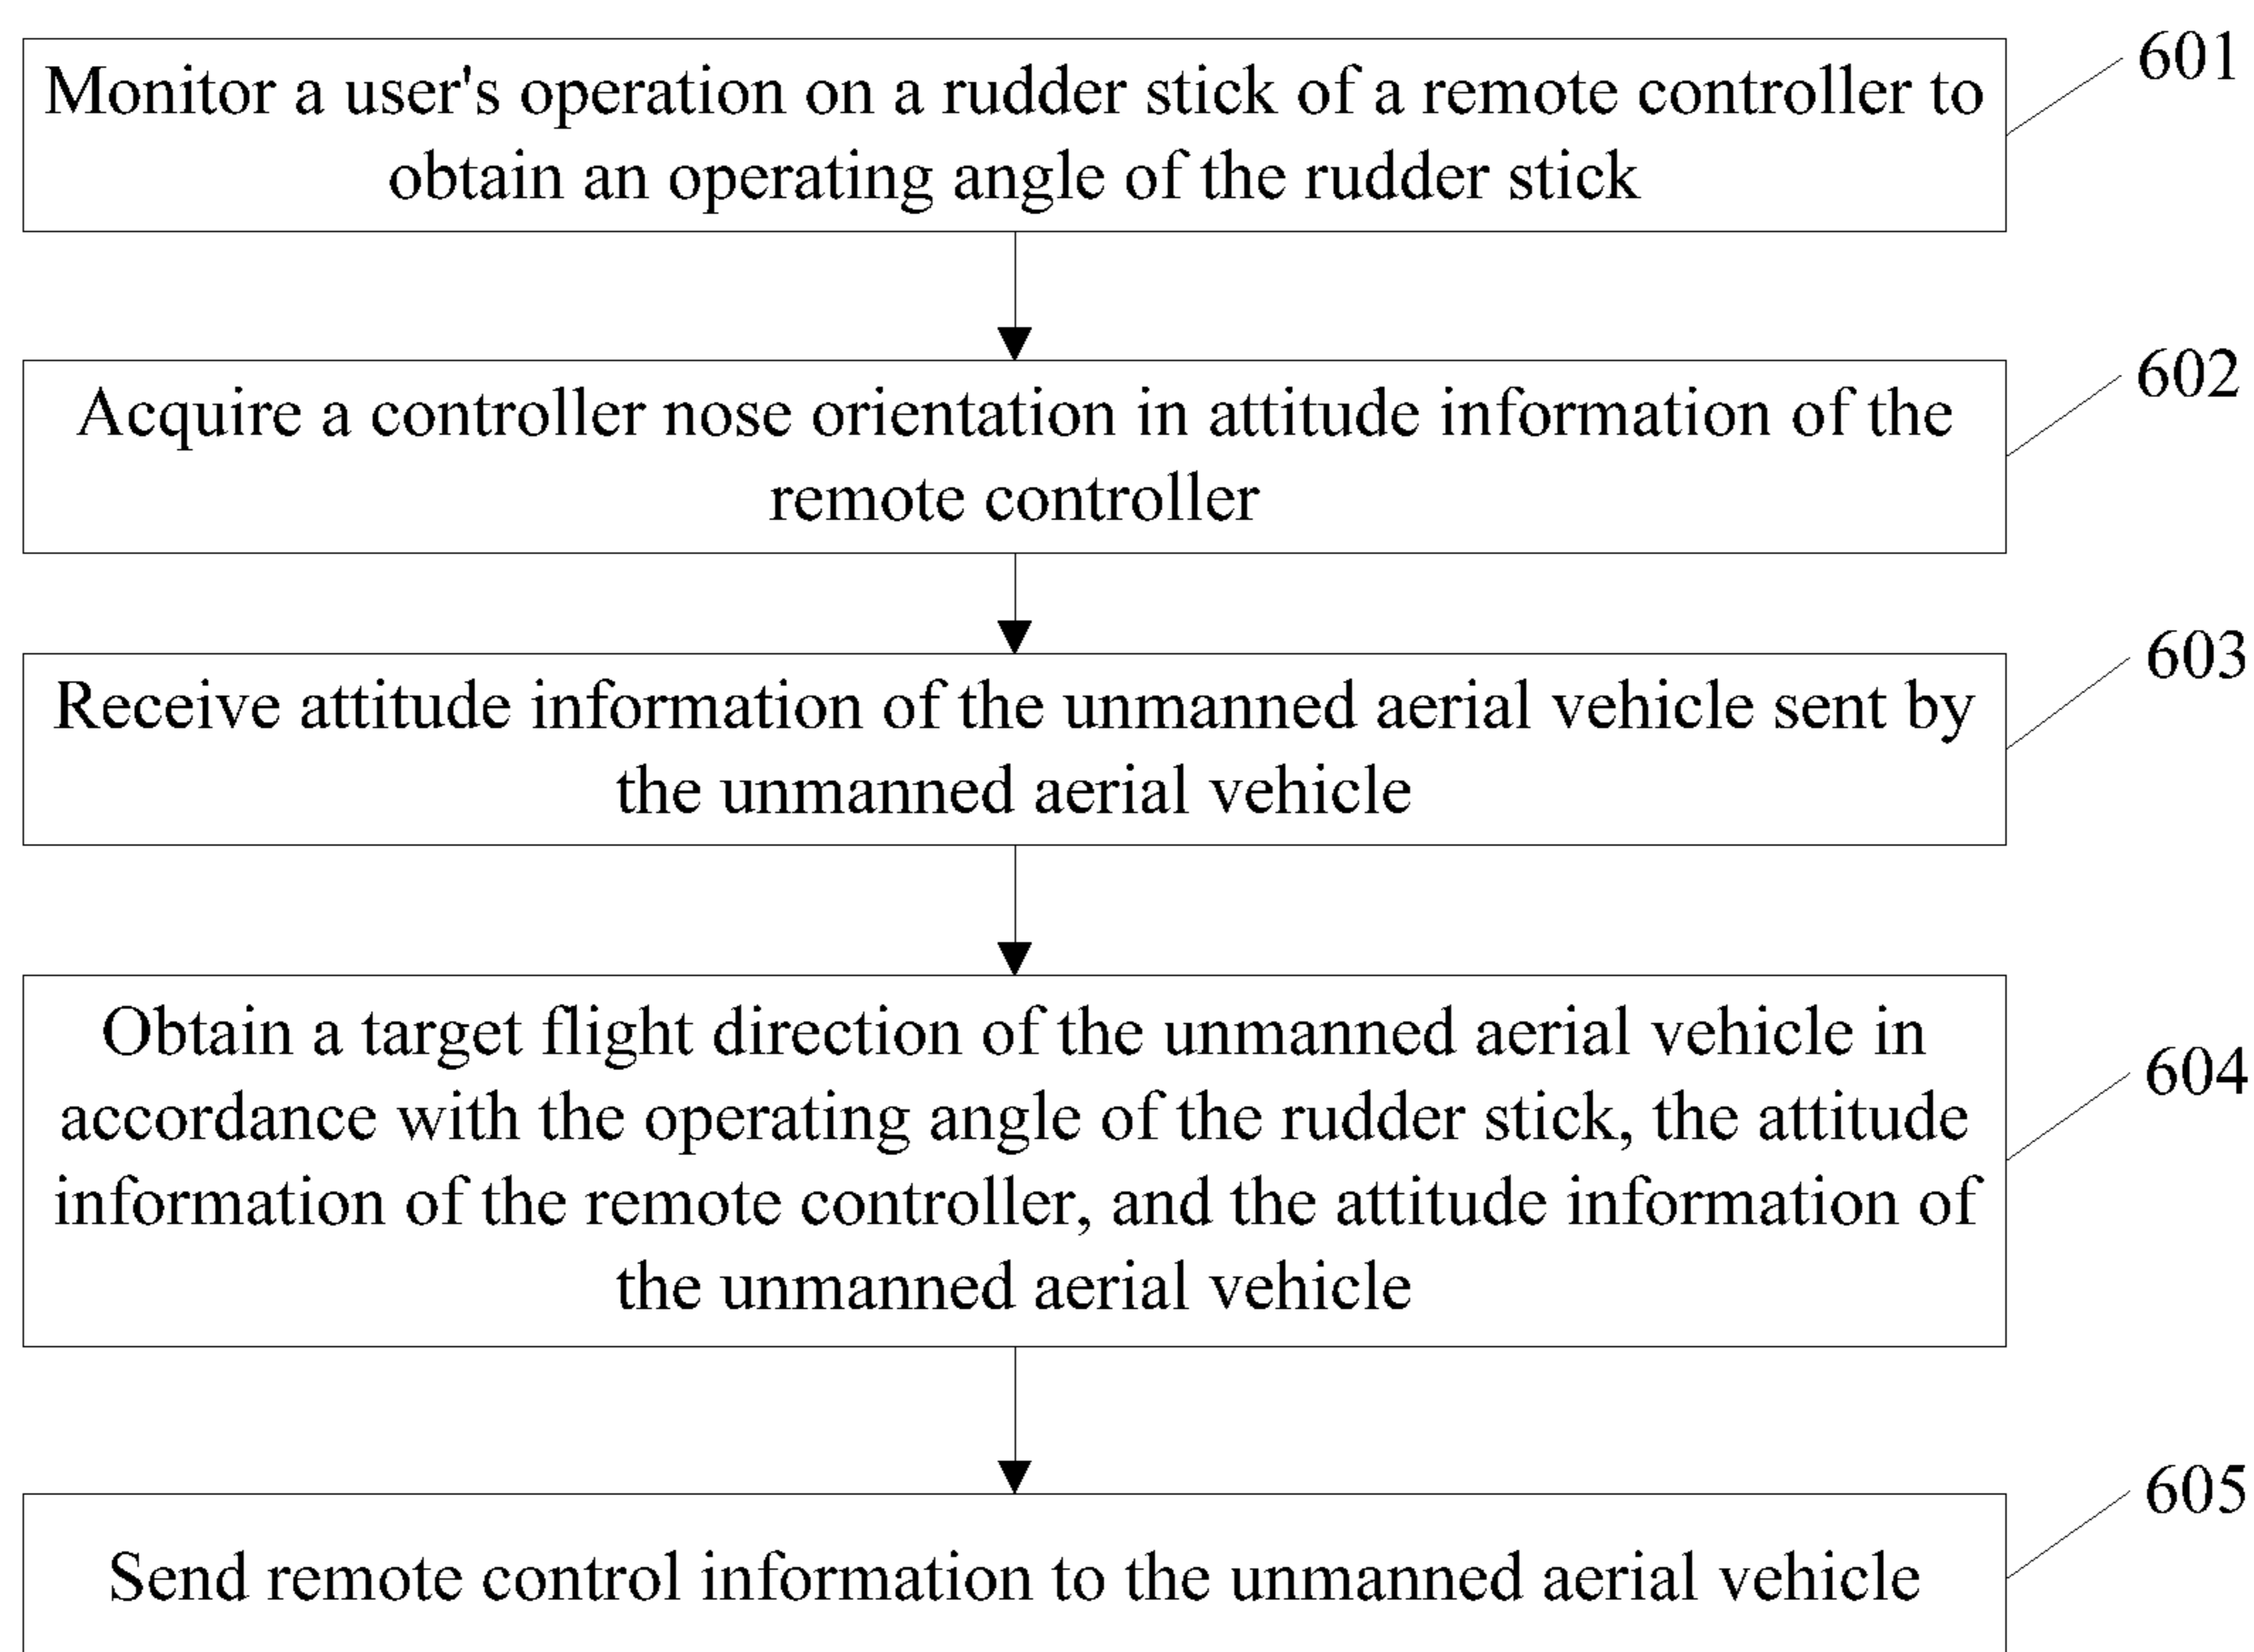 Monitor a user's operation on a rudder stick of a remote controller to
obtain an operating angle of the rudder stick
601
Acquire a controller nose orientation in attitude information of the
remote controller
602
Receive attitude information of the unmanned aerial vehicle sent by
the unmanned aerial vehicle
603
Obtain a target flight direction of the unmanned aerial vehicle in
accordance with the operating angle of the rudder stick, the attitude
information of the remote controller, and the attitude information of
the unmanned aerial vehicle
604
Send remote control information to the unmanned aerial vehicle
605